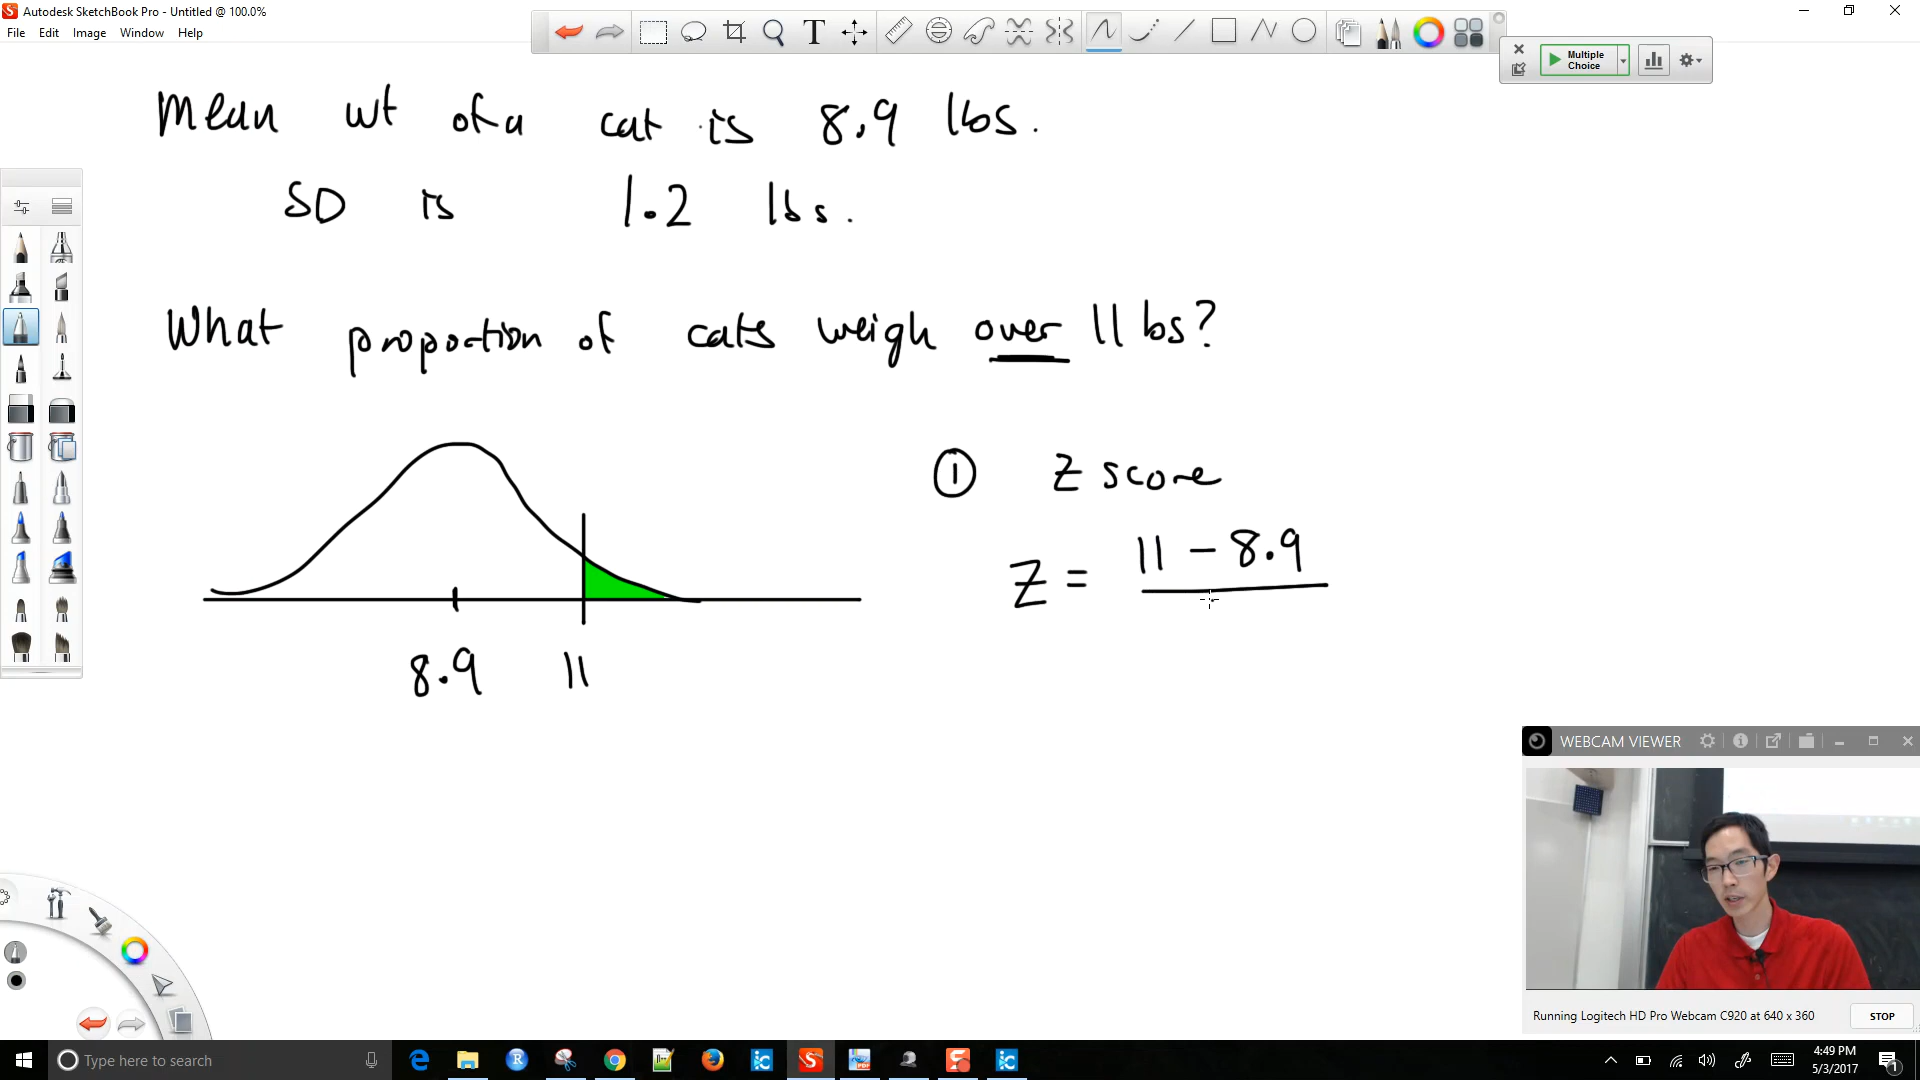 Autodesk SketchBook Pro - Untitled @ 100.0%
File Edit Image Window Help
T
Multiple
Choice
Mean wt of a cat is 8.9 lbs.
SD is 1.2 lbs.
What proportion of cats weigh over 11 lbs?
8.9 11
1 Z score
Z = 11 - 8.9
WEBCAM VIEWER
Running Logitech HD Pro Webcam C920 at 640 x 360 STOP
Type here to search
4:49 PM
5/3/2017